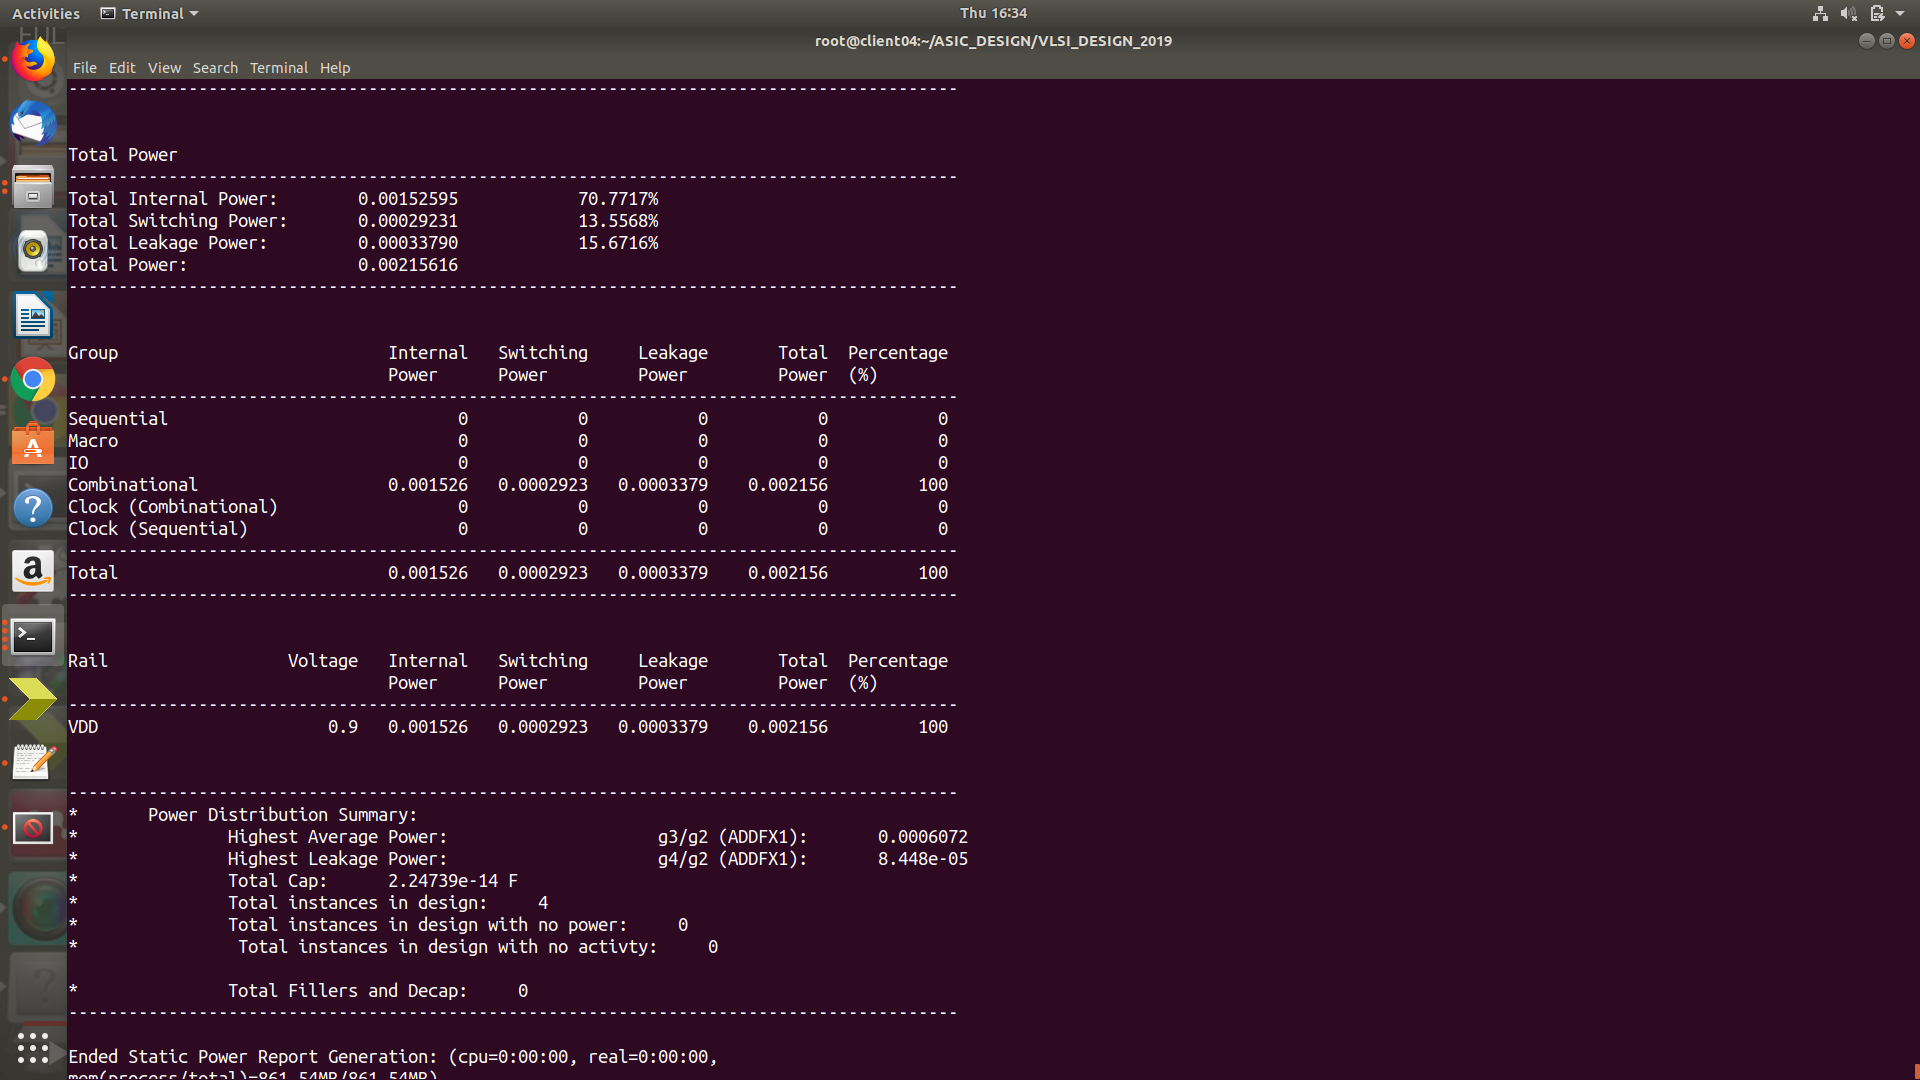 Activities Terminal Thu 16:34
root@client04:~/ASIC_DESIGN/VLSI_DESIGN_2019
File Edit View Search Terminal Help
-----------------------------------------------------------------------------------------
Total Power
-----------------------------------------------------------------------------------------
Total Internal Power: 0.00152595 70.7717%
Total Switching Power: 0.00029231 13.5568%
Total Leakage Power: 0.00033790 15.6716%
Total Power: 0.00215616
-----------------------------------------------------------------------------------------
Group Internal Switching Leakage Total Percentage
Power Power Power Power (%)
-----------------------------------------------------------------------------------------
Sequential 0 0 0 0 0
Macro 0 0 0 0 0
IO 0 0 0 0 0
Combinational 0.001526 0.0002923 0.0003379 0.002156 100
Clock (Combinational) 0 0 0 0 0
Clock (Sequential) 0 0 0 0 0
-----------------------------------------------------------------------------------------
Total 0.001526 0.0002923 0.0003379 0.002156 100
-----------------------------------------------------------------------------------------
Rail Voltage Internal Switching Leakage Total Percentage
Power Power Power Power (%)
-----------------------------------------------------------------------------------------
VDD 0.9 0.001526 0.0002923 0.0003379 0.002156 100
-----------------------------------------------------------------------------------------
* Power Distribution Summary:
* Highest Average Power: g3/g2 (ADDFX1): 0.0006072
* Highest Leakage Power: g4/g2 (ADDFX1): 8.448e-05
* Total Cap: 2.24739e-14 F
* Total instances in design: 4
* Total instances in design with no power: 0
* Total instances in design with no activty: 0
* Total Fillers and Decap: 0
-----------------------------------------------------------------------------------------
Ended Static Power Report Generation: (cpu=0:00:00, real=0:00:00,
mem(process/total)=861.54MB/861.54MB)